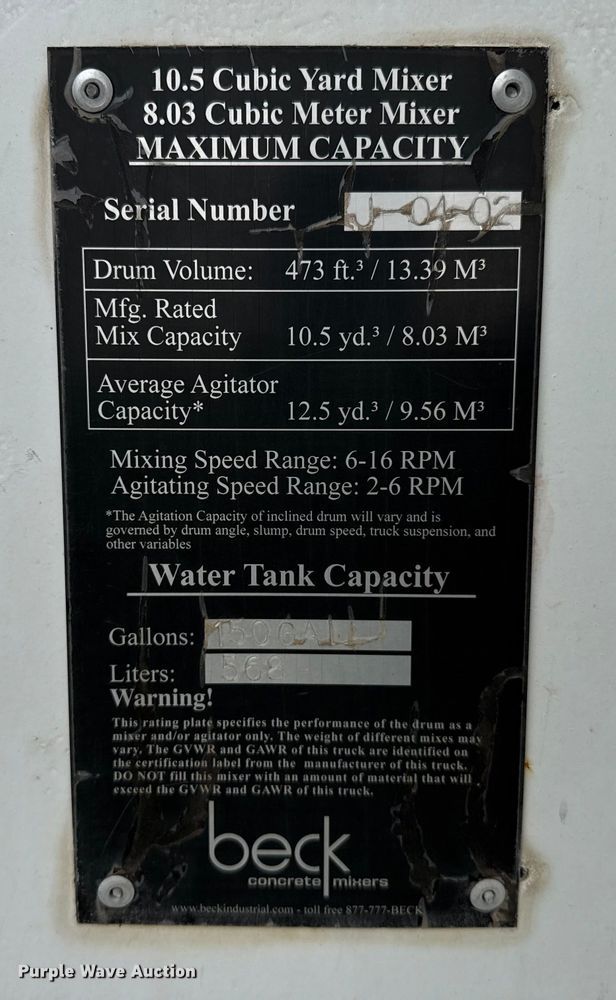 10.5 Cubic Yard Mixer
8.03 Cubic Meter Mixer
MAXIMUM CAPACITY
Serial Number J-04-02
Drum Volume: 473 ft.³ / 13.39 M³
Mfg. Rated
Mix Capacity 10.5 yd.³ / 8.03 M³
Average Agitator
Capacity* 12.5 yd.³ / 9.56 M³
Mixing Speed Range: 6-16 RPM
Agitating Speed Range: 2-6 RPM
*The Agitation Capacity of inclined drum will vary and is
governed by drum angle, slump, drum speed, truck suspension, and
other variables
Water Tank Capacity
Gallons: 150 GALL
Liters: 568
Warning!
This rating plate specifies the performance of the drum as a
mixer and/or agitator only. The weight of different mixes may
vary. The GVWR and GAWR of this truck are identified on
the certification label from the manufacturer of this truck.
DO NOT fill this mixer with an amount of material that will
exceed the GVWR and GAWR of this truck.
beck
concrete mixers
www.beckindustrial.com - toll free 877-777-BECK
Purple Wave Auction